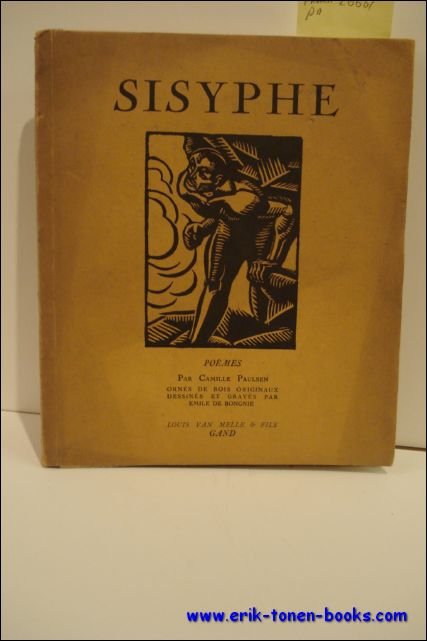 SISYPHE
POÈMES
PAR CAMILLE PAULSEN
ORNÉS DE BOIS ORIGINAUX
DESSINÉS ET GRAVÉS PAR
EMILE DE BONGNIE
LOUIS VAN MELLE & FILS
GAND
www.erik-tonen-books.com